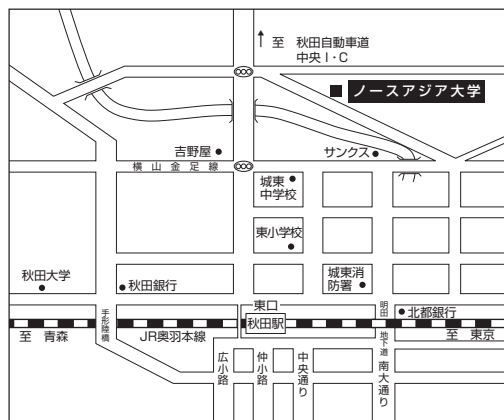 至 秋田自動車道
中央I・C
ノースアジア大学
吉野屋
サンクス
横山金足線
城東
中学校
東小学校
秋田大学
秋田銀行
城東消
防署
東口
秋田駅
手形陸橋
明田
地下道
北都銀行
至 青森
JR奥羽本線
至 東京
広小路
仲小路
中央通り
南大通り